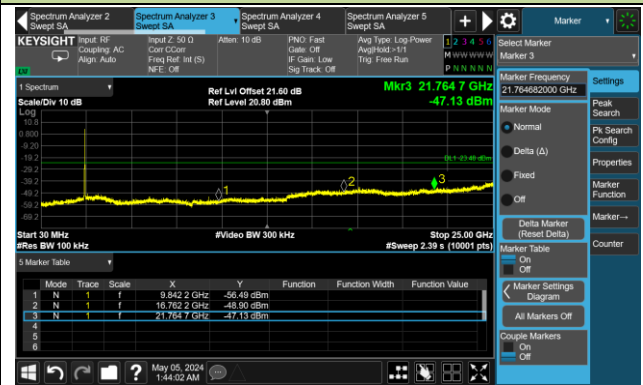 Spectrum Analyzer 2
Swept SA
Spectrum Analyzer 3
Swept SA
Spectrum Analyzer 4
Swept SA
Spectrum Analyzer 5
Swept SA
Marker
KEYSIGHT
Input: RF
Coupling: AC
Align: Auto
Input Z: 50 Ω
Corr CCorr
Freq Ref: Int (S)
NFE: Off
Atten: 10 dB
PNO: Fast
Gate: Off
IF Gain: Low
Sig Track: Off
Avg Type: Log-Power
Avg|Hold:>1/1
Trig: Free Run
1 2 3 4 5 6
M W W W W W
P N N N N N
LXI
Select Marker
Marker 3
1 Spectrum
Scale/Div 10 dB
Ref Lvl Offset 21.60 dB
Ref Level 20.80 dBm
Mkr3 21.764 7 GHz
-47.13 dBm
Log
10.8
0.800
-9.20
-19.2
-29.2
-39.2
-49.2
-59.2
-69.2
DL1 -23.48 dBm
1
2
3
Start 30 MHz
#Res BW 100 kHz
#Video BW 300 kHz
Stop 25.00 GHz
#Sweep 2.39 s (10001 pts)
5 Marker Table
Mode Trace Scale X Y Function Function Width Function Value
1 N 1 f 9.842 2 GHz -56.49 dBm
2 N 1 f 16.762 2 GHz -48.90 dBm
3 N 1 f 21.764 7 GHz -47.13 dBm
4
5
6
Marker Frequency
21.764682000 GHz
Marker Mode
Normal
Delta (Δ)
Fixed
Off
Delta Marker
(Reset Delta)
Marker Table
On
Off
Marker Settings
Diagram
All Markers Off
Couple Markers
On
Off
Settings
Peak
Search
Pk Search
Config
Properties
Marker
Function
Marker→
Counter
?
May 05, 2024
1:44:02 AM